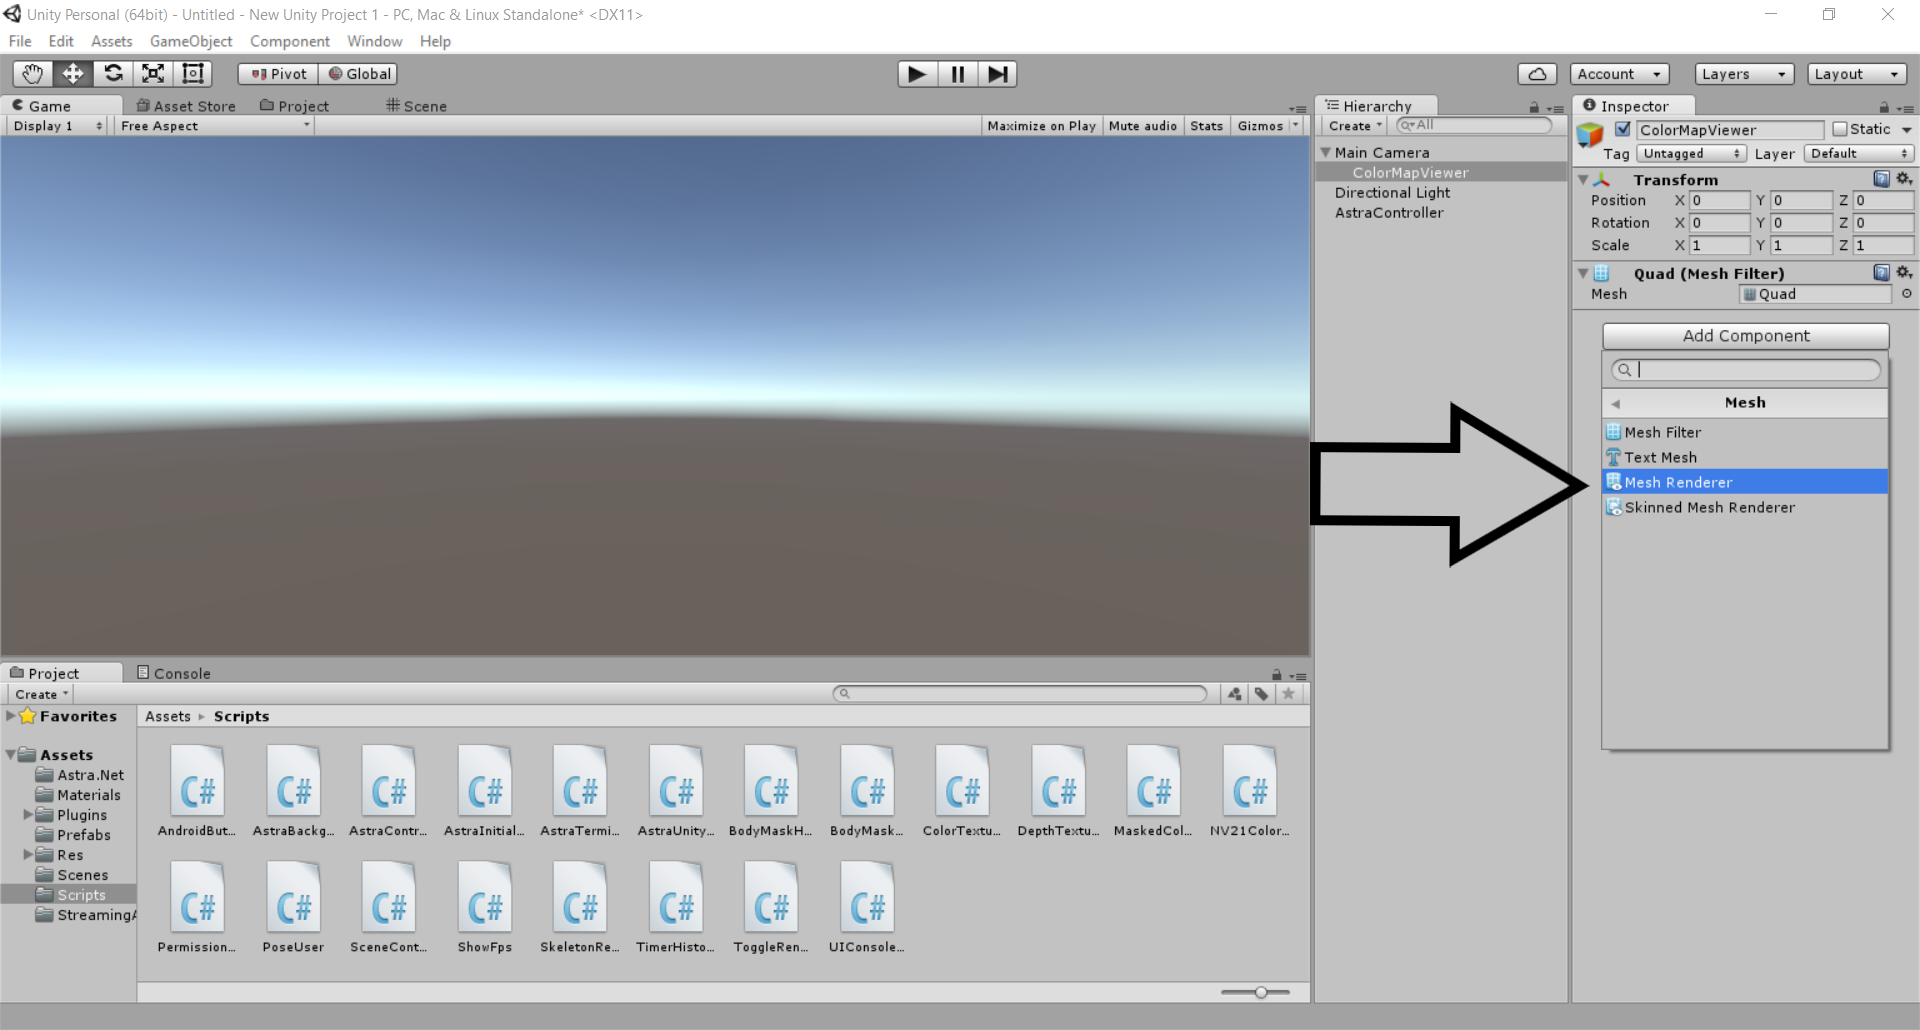 Unity Personal (64bit) - Untitled - New Unity Project 1 - PC, Mac & Linux Standalone* <DX11>
File Edit Assets GameObject Component Window Help
Pivot Global Account Layers Layout
Game Asset Store Project Scene
Display 1 Free Aspect Maximize on Play Mute audio Stats Gizmos
Hierarchy
Create All
Main Camera
ColorMapViewer
Directional Light
AstraController
Inspector
ColorMapViewer Static
Tag Untagged Layer Default
Transform
Position X 0 Y 0 Z 0
Rotation X 0 Y 0 Z 0
Scale X 1 Y 1 Z 1
Quad (Mesh Filter)
Mesh Quad
Add Component
Mesh
Mesh Filter
Text Mesh
Mesh Renderer
Skinned Mesh Renderer
Project Console
Create
Favorites
Assets
Astra.Net
Materials
Plugins
Prefabs
Res
Scenes
Scripts
StreamingA
Assets ▸ Scripts
C# C# C# C# C# C# C# C# C# C# C# C#
AndroidBut... AstraBackg... AstraContr... AstraInitial... AstraTermi... AstraUnity... BodyMaskH... BodyMask... ColorTextu... DepthTextu... MaskedCol... NV21Color...
C# C# C# C# C# C# C# C#
Permission... PoseUser SceneCont... ShowFps SkeletonRe... TimerHisto... ToggleRen... UIConsole...